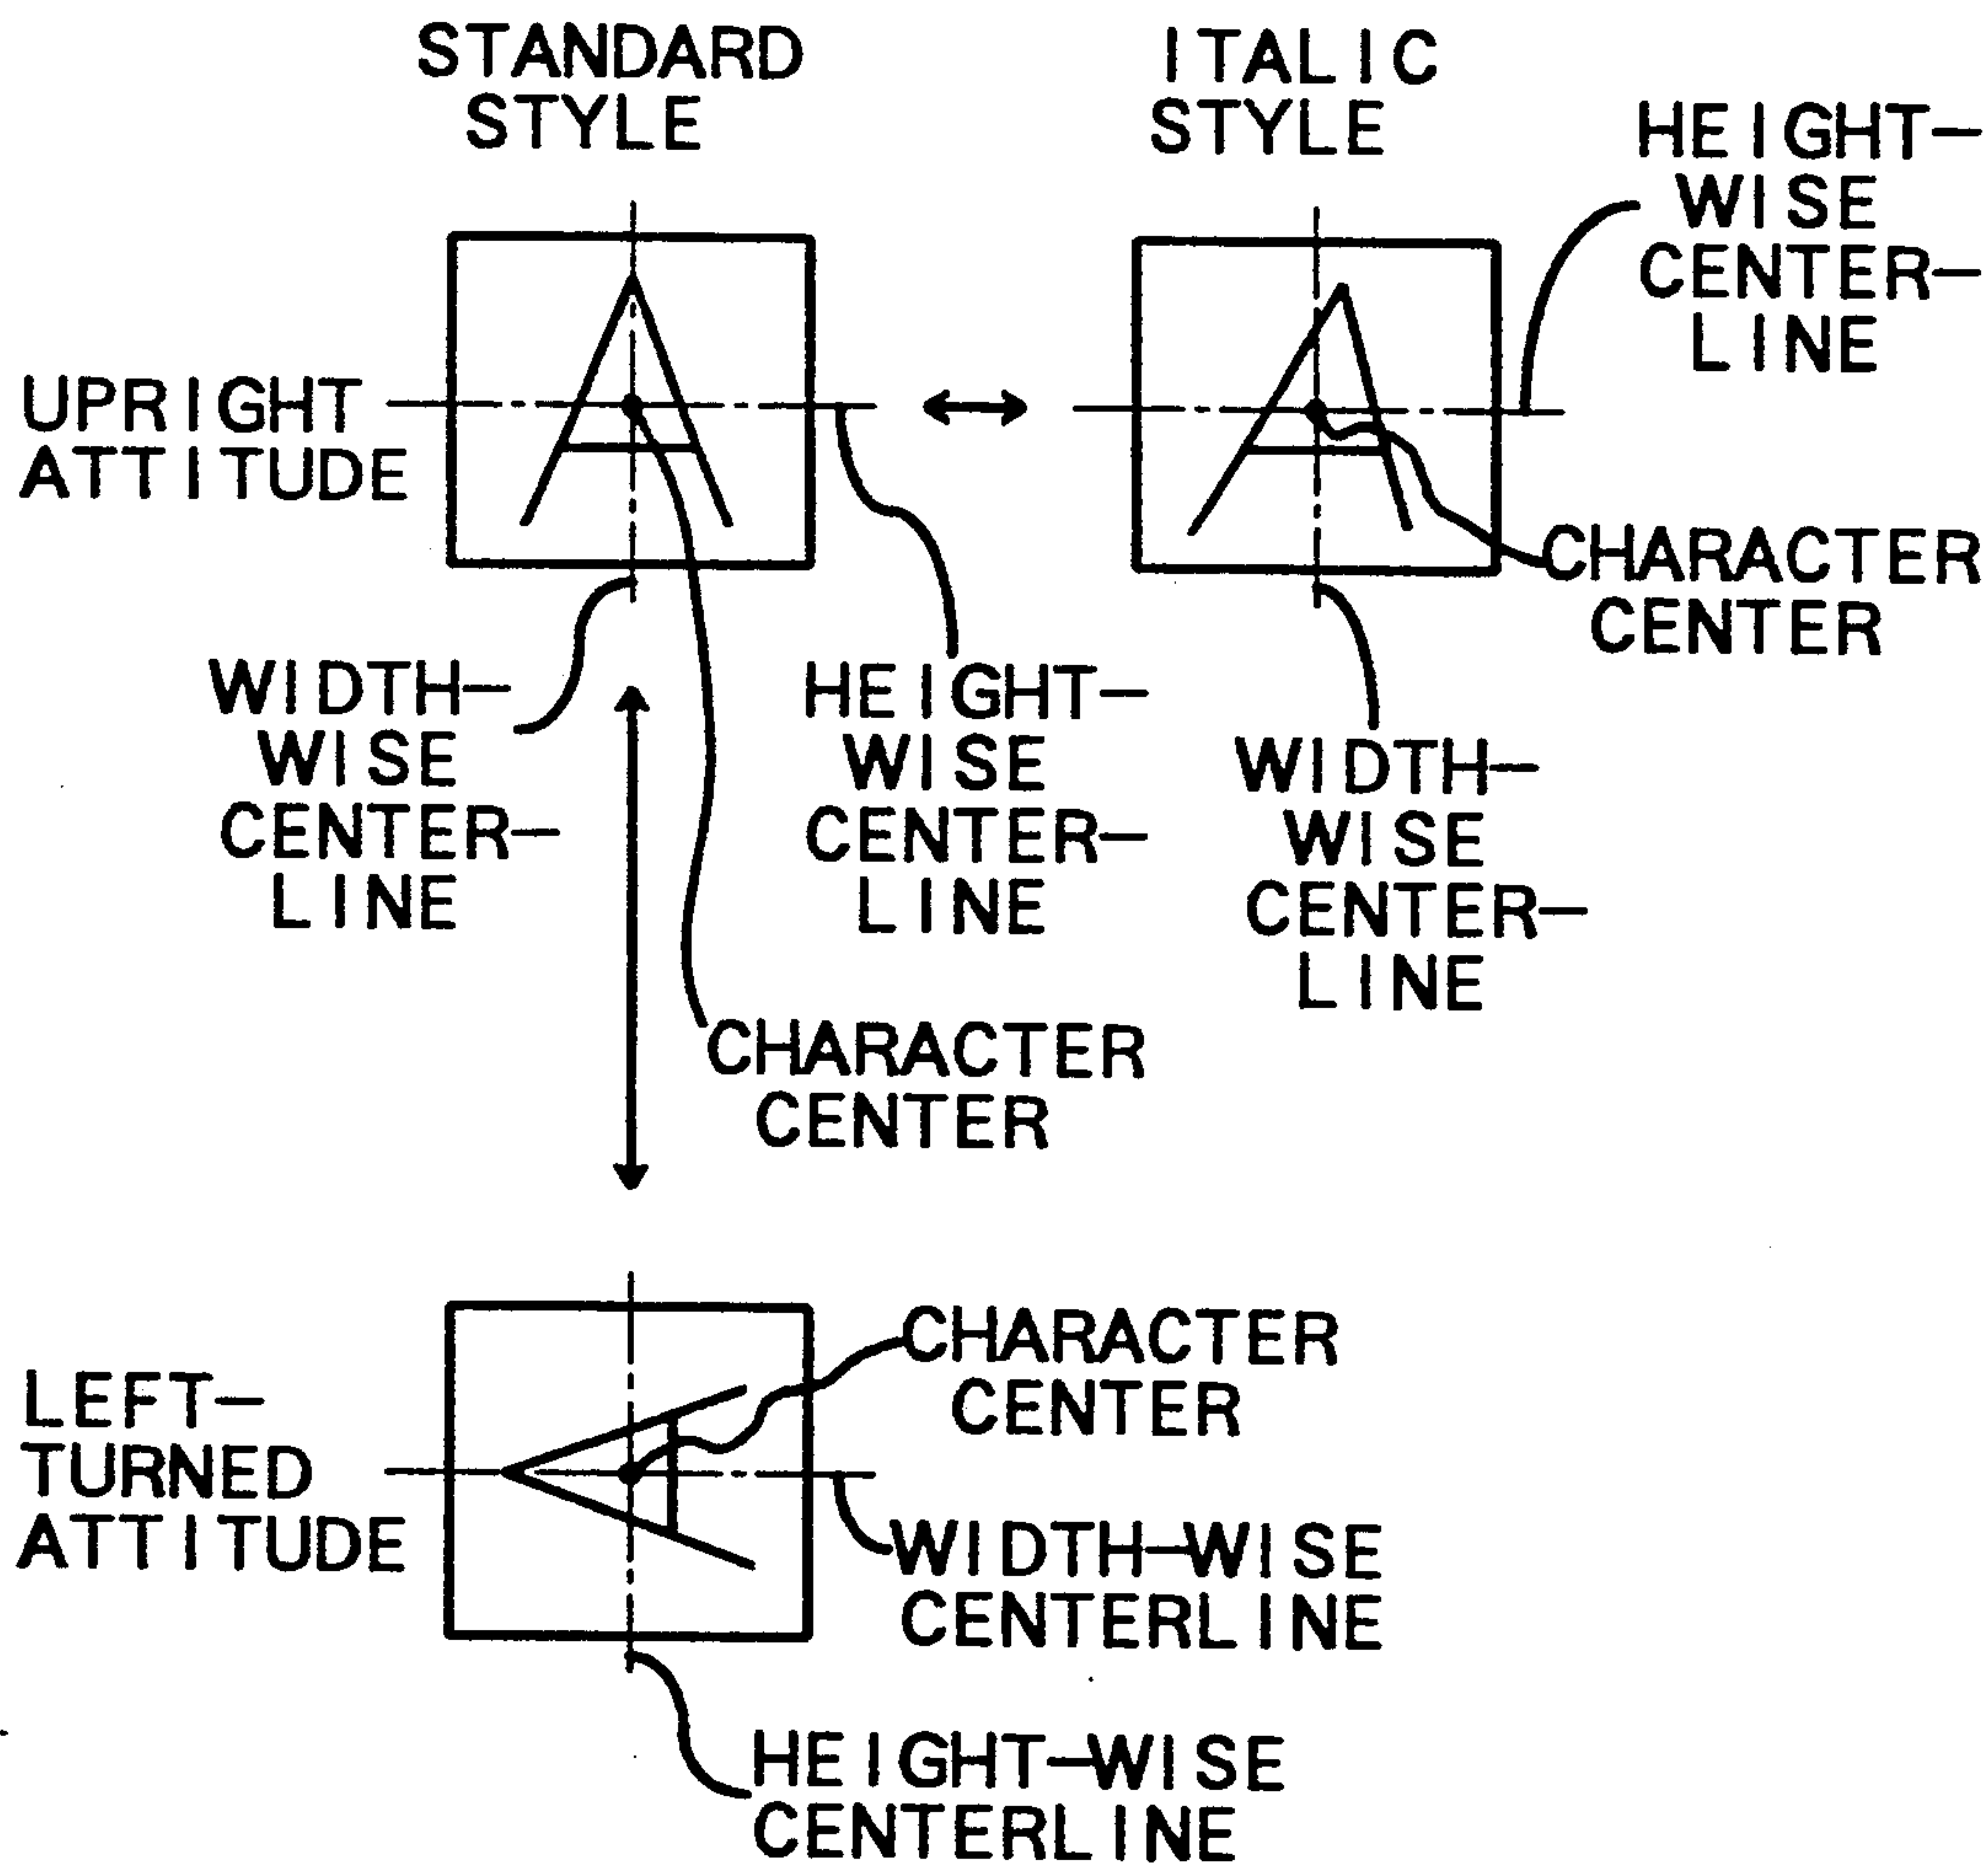 STANDARD
STYLE
ITALIC
STYLE
HEIGHT-
WISE
CENTER-
LINE
UPRIGHT
ATTITUDE
CHARACTER
CENTER
WIDTH-
WISE
CENTER-
LINE
HEIGHT-
WISE
CENTER-
LINE
WIDTH-
WISE
CENTER-
LINE
CHARACTER
CENTER
LEFT-
TURNED
ATTITUDE
CHARACTER
CENTER
WIDTH-WISE
CENTERLINE
HEIGHT-WISE
CENTERLINE